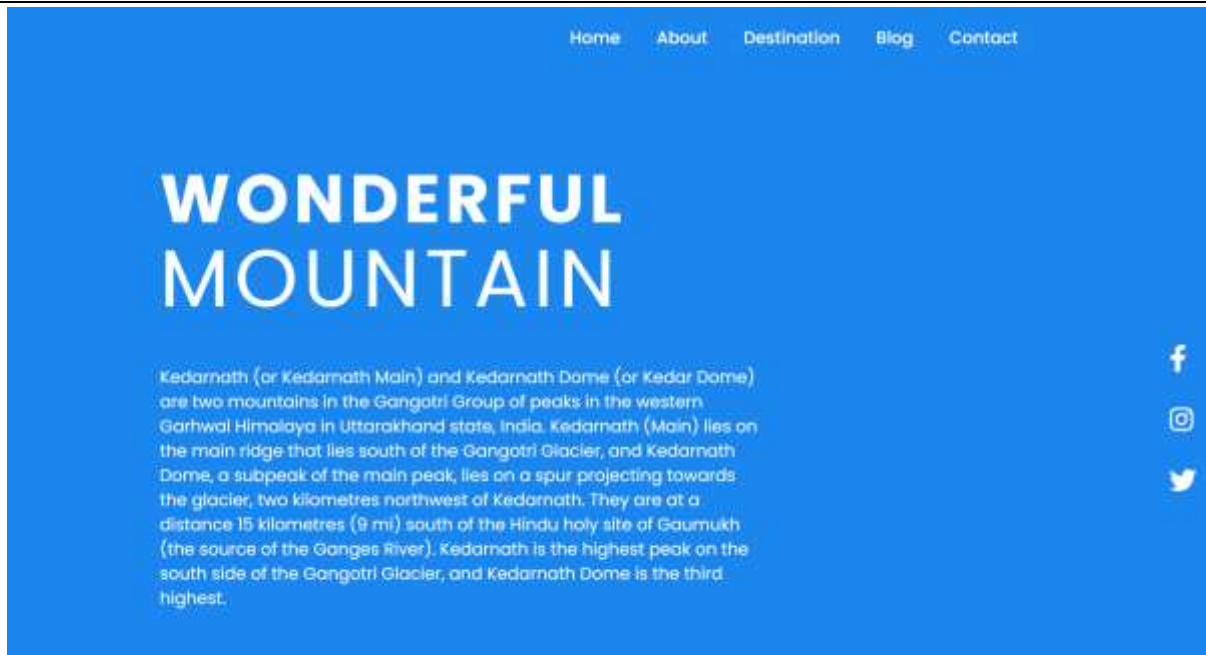 Home About Destination Blog Contact
WONDERFUL
MOUNTAIN
Kedarnath (or Kedarnath Main) and Kedarnath Dome (or Kedar Dome)
are two mountains in the Gangotri Group of peaks in the western
Garhwal Himalaya in Uttarakhand state, India. Kedarnath (Main) lies on
the main ridge that lies south of the Gangotri Glacier, and Kedarnath
Dome, a subpeak of the main peak, lies on a spur projecting towards
the glacier, two kilometres northwest of Kedarnath. They are at a
distance 15 kilometres (9 mi) south of the Hindu holy site of Gaumukh
(the source of the Ganges River). Kedarnath is the highest peak on the
south side of the Gangotri Glacier, and Kedarnath Dome is the third
highest.